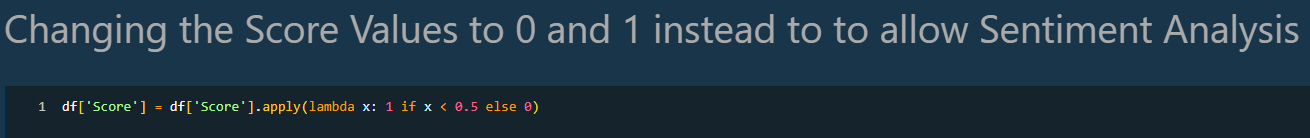 Changing the Score Values to 0 and 1 instead to to allow Sentiment Analysis
1 df['Score'] = df['Score'].apply(lambda x: 1 if x < 0.5 else 0)